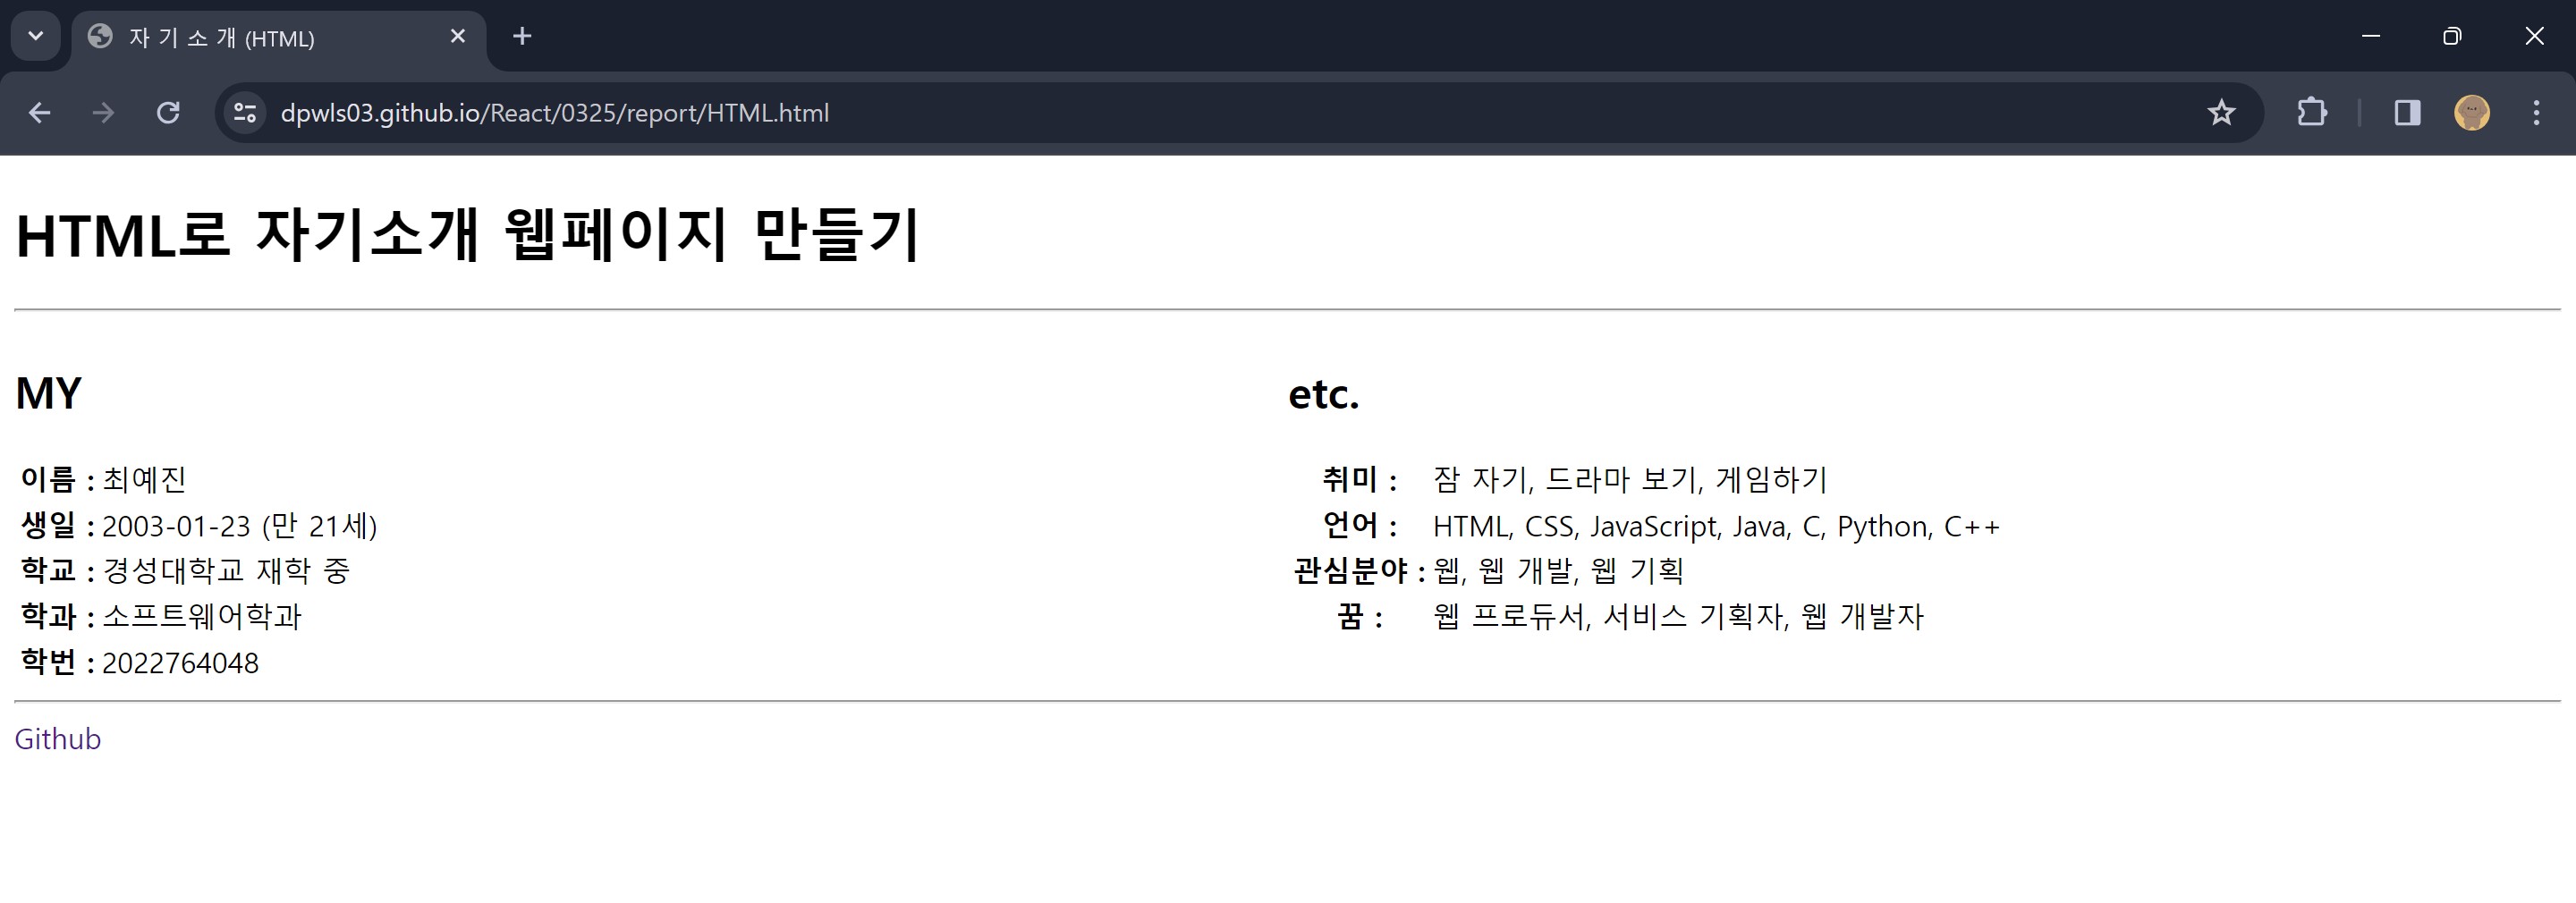 자 기 소 개 (HTML)
dpwls03.github.io/React/0325/report/HTML.html
HTML로 자기소개 웹페이지 만들기
MY
이름 : 최예진
생일 : 2003-01-23 (만 21세)
학교 : 경성대학교 재학 중
학과 : 소프트웨어학과
학번 : 2022764048
etc.
취미 : 잠 자기, 드라마 보기, 게임하기
언어 : HTML, CSS, JavaScript, Java, C, Python, C++
관심분야 : 웹, 웹 개발, 웹 기획
꿈 : 웹 프로듀서, 서비스 기획자, 웹 개발자
Github